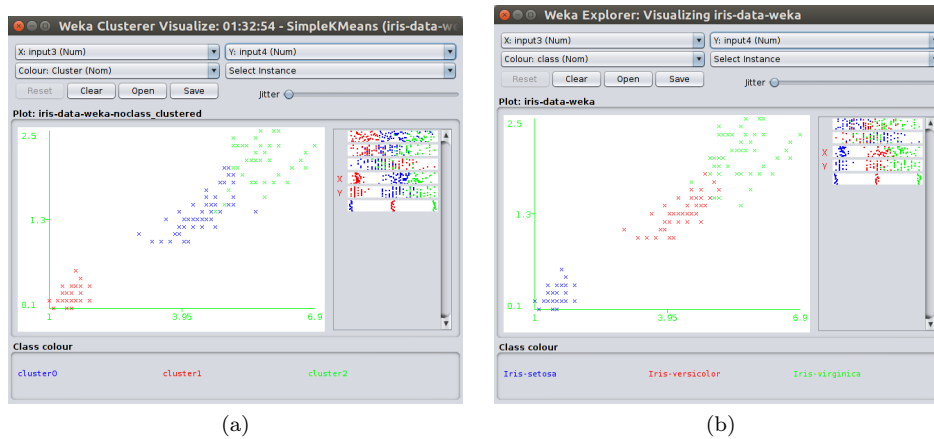 Weka Clusterer Visualize: 01:32:54 - SimpleKMeans (iris-data-w
X: input3 (Num)
Y: input4 (Num)
Colour: Cluster (Nom)
Select Instance
Reset
Clear
Open
Save
Jitter
Plot: iris-data-weka-noclass_clustered
2.5
1.3
0.1
1
3.95
6.9
X
Y
Class colour
cluster0
cluster1
cluster2
(a)
Weka Explorer: Visualizing iris-data-weka
X: input3 (Num)
Y: input4 (Num)
Colour: class (Nom)
Select Instance
Reset
Clear
Open
Save
Jitter
Plot: iris-data-weka
2.5
1.3
0.1
1
3.95
6.9
X
Y
Class colour
Iris-setosa
Iris-versicolor
Iris-virginica
(b)